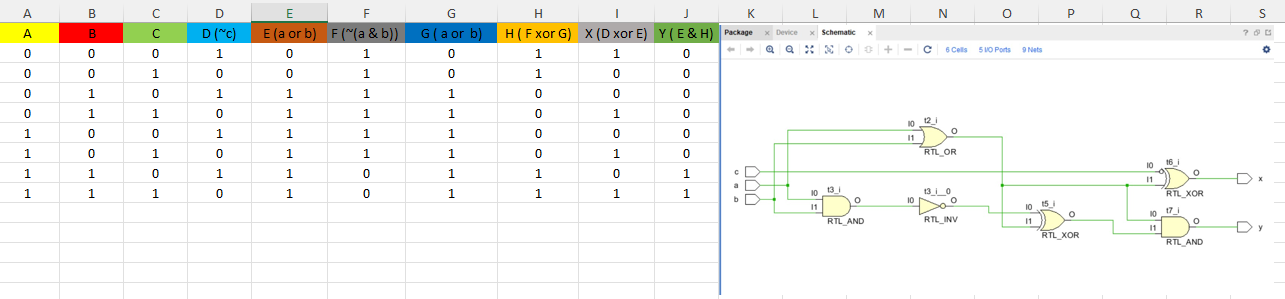 A B C D E F G H I J K L M N O P Q R S
A B C D (~c) E (a or b) F (~(a & b)) G ( a or b) H ( F xor G) X (D xor E) Y ( E & H)
0 0 0 1 0 1 0 1 1 0
0 0 1 0 0 1 0 1 0 0
0 1 0 1 1 1 1 0 0 0
0 1 1 0 1 1 1 0 1 0
1 0 0 1 1 1 1 0 0 0
1 0 1 0 1 1 1 0 1 0
1 1 0 1 1 0 1 1 0 1
1 1 1 0 1 0 1 1 1 1
Package × Device × Schematic × ?
6 Cells 5 I/O Ports 9 Nets
t2_i
I0 O
I1
RTL_OR
c
a
b
t3_i
I0 O
I1
RTL_AND
t3_i__0
I0 O
RTL_INV
t5_i
I0 O
I1
RTL_XOR
t6_i
I0 O
I1
RTL_XOR
x
t7_i
I0 O
I1
RTL_AND
y